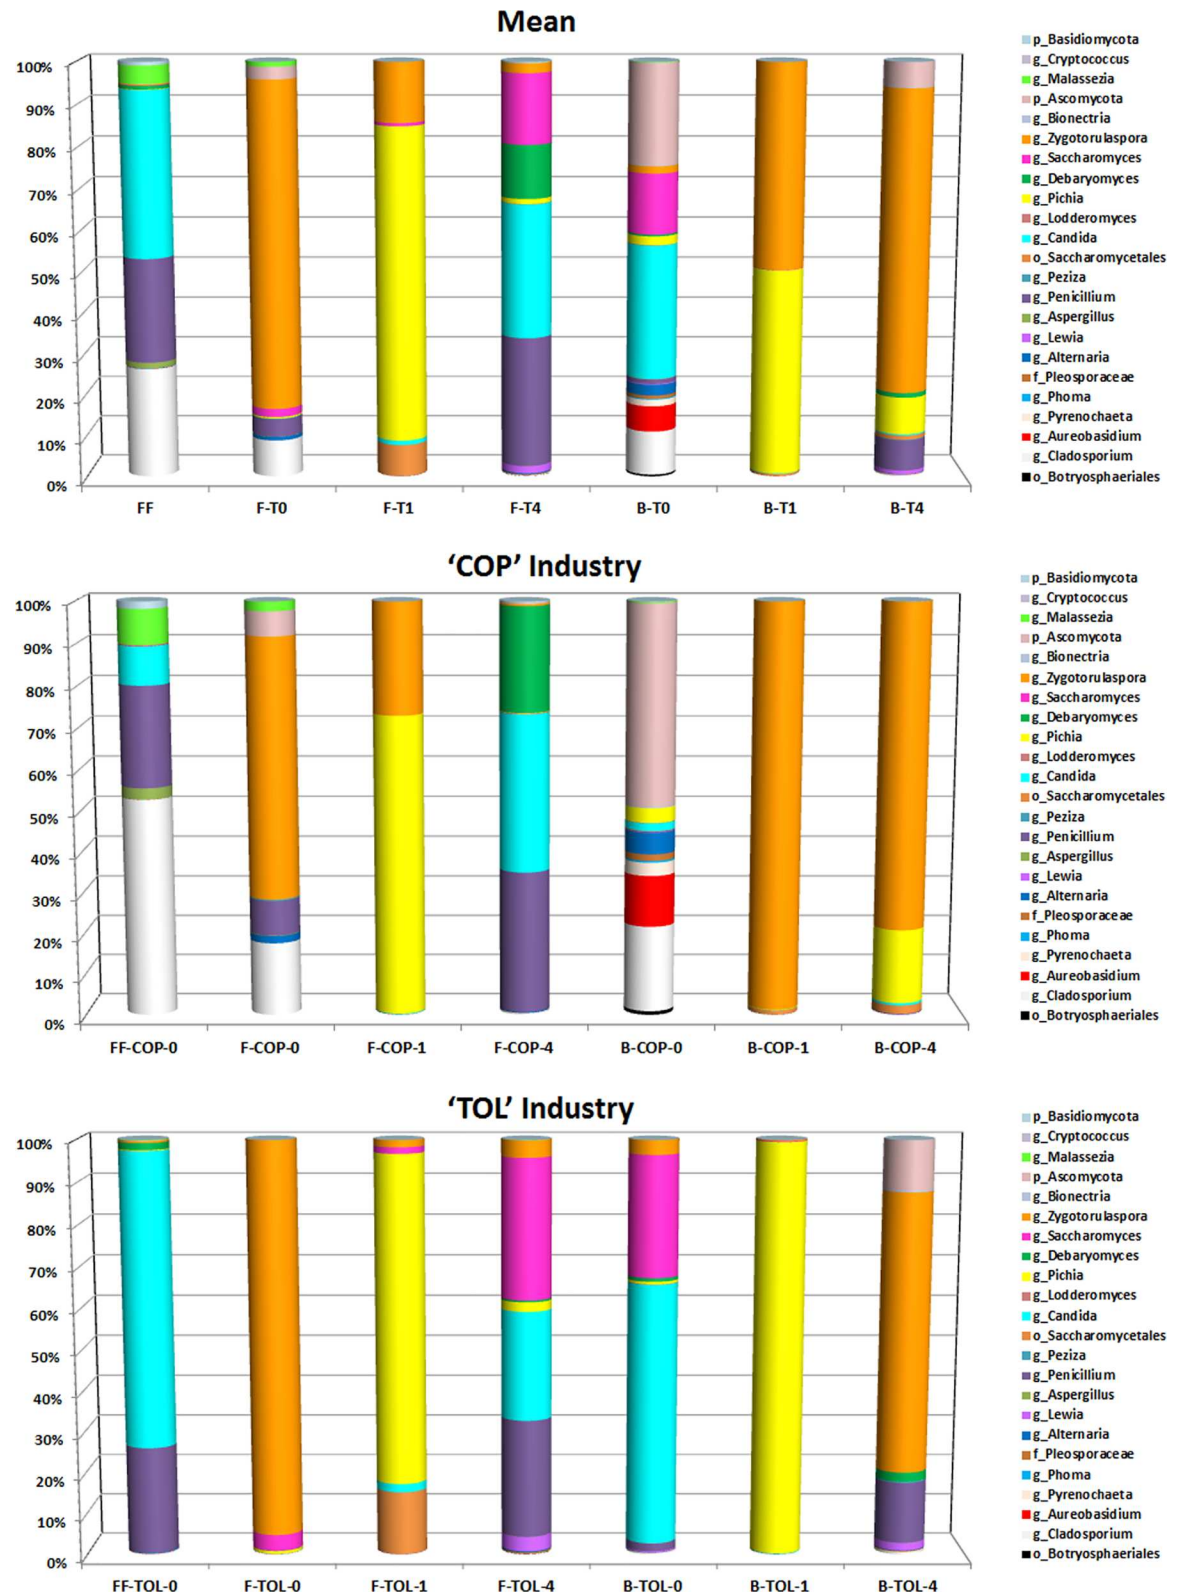 Mean
100%
90%
80%
70%
60%
50%
40%
30%
20%
10%
0%
FF F-T0 F-T1 F-T4 B-T0 B-T1 B-T4
p_Basidiomycota
g_Cryptococcus
g_Malassezia
p_Ascomycota
g_Bionectria
g_Zygotorulaspora
g_Saccharomyces
g_Debaryomyces
g_Pichia
g_Lodderomyces
g_Candida
o_Saccharomycetales
g_Peziza
g_Penicillium
g_Aspergillus
g_Lewia
g_Alternaria
f_Pleosporaceae
g_Phoma
g_Pyrenochaeta
g_Aureobasidium
g_Cladosporium
o_Botryosphaeriales
‘COP’ Industry
100%
90%
80%
70%
60%
50%
40%
30%
20%
10%
0%
FF-COP-0 F-COP-0 F-COP-1 F-COP-4 B-COP-0 B-COP-1 B-COP-4
p_Basidiomycota
g_Cryptococcus
g_Malassezia
p_Ascomycota
g_Bionectria
g_Zygotorulaspora
g_Saccharomyces
g_Debaryomyces
g_Pichia
g_Lodderomyces
g_Candida
o_Saccharomycetales
g_Peziza
g_Penicillium
g_Aspergillus
g_Lewia
g_Alternaria
f_Pleosporaceae
g_Phoma
g_Pyrenochaeta
g_Aureobasidium
g_Cladosporium
o_Botryosphaeriales
‘TOL’ Industry
100%
90%
80%
70%
60%
50%
40%
30%
20%
10%
0%
FF-TOL-0 F-TOL-0 F-TOL-1 F-TOL-4 B-TOL-0 B-TOL-1 B-TOL-4
p_Basidiomycota
g_Cryptococcus
g_Malassezia
p_Ascomycota
g_Bionectria
g_Zygotorulaspora
g_Saccharomyces
g_Debaryomyces
g_Pichia
g_Lodderomyces
g_Candida
o_Saccharomycetales
g_Peziza
g_Penicillium
g_Aspergillus
g_Lewia
g_Alternaria
f_Pleosporaceae
g_Phoma
g_Pyrenochaeta
g_Aureobasidium
g_Cladosporium
o_Botryosphaeriales